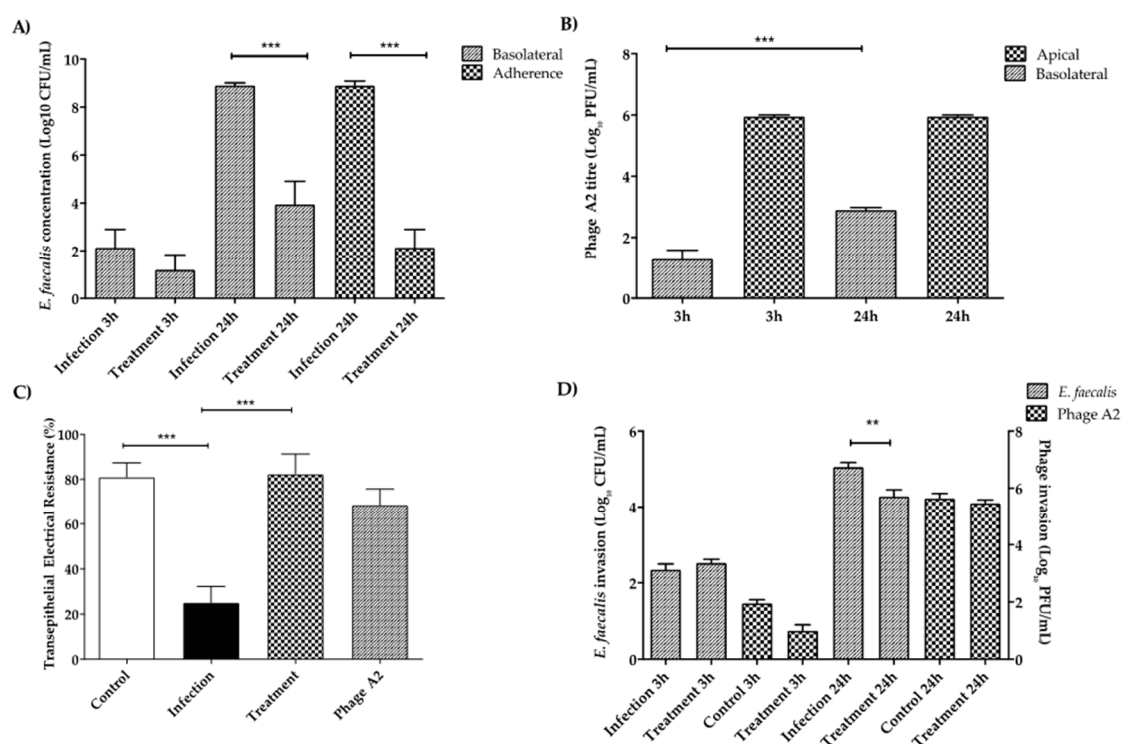 A)
E. faecalis concentration (Log10 CFU/mL)
10
8
6
4
2
0
***
***
Basolateral
Adherence
Infection 3h
Treatment 3h
Infection 24h
Treatment 24h
Infection 24h
Treatment 24h
B)
Phage A2 titre (Log10 PFU/mL)
8
6
4
2
0
***
Apical
Basolateral
3h
3h
24h
24h
C)
Transepithelial Electrical Resistance (%)
100
80
60
40
20
0
***
***
Control
Infection
Treatment
Phage A2
D)
E. faecalis invasion (Log10 CFU/mL)
6
4
2
0
**
E. faecalis
Phage A2
8
6
4
2
0
Phage invasion (Log10 PFU/mL)
Infection 3h
Treatment 3h
Control 3h
Treatment 3h
Infection 24h
Treatment 24h
Control 24h
Treatment 24h